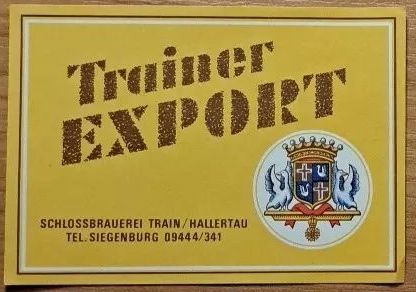 Trainer
EXPORT
SCHLOSSBRAUEREI TRAIN/HALLERTAU
TEL. SIEGENBURG 09444/341